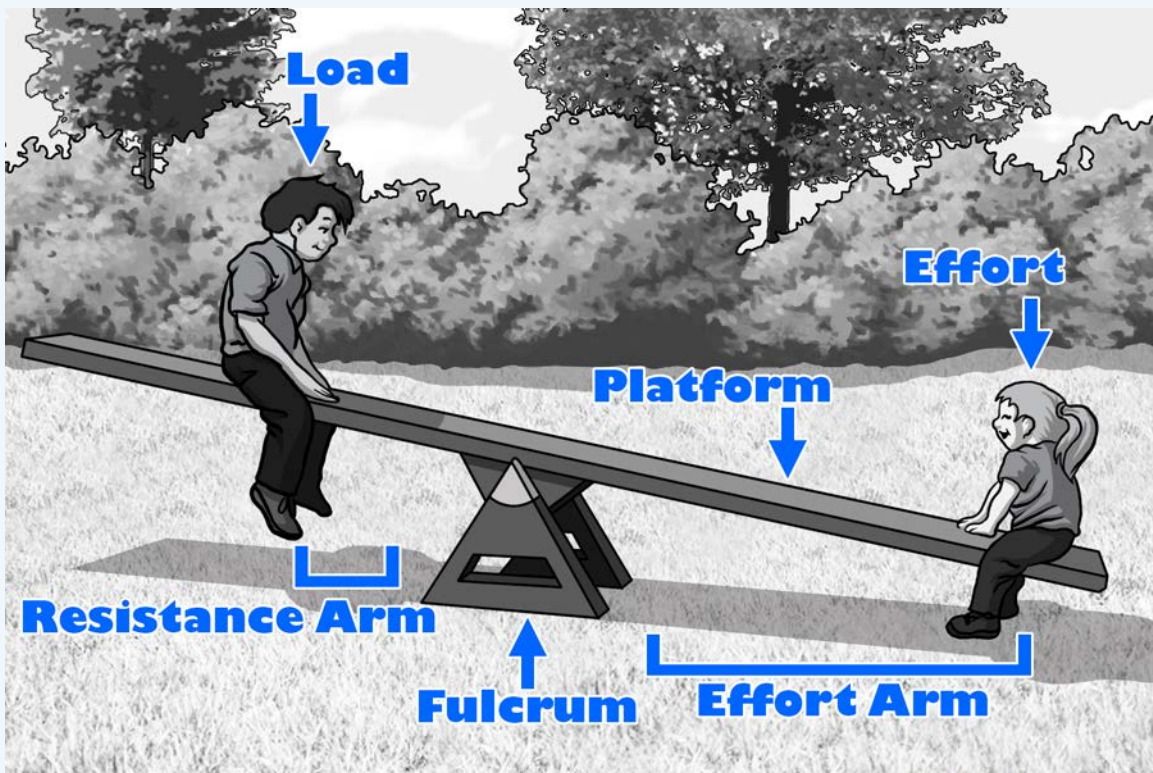 Load
Effort
Platform
Resistance Arm
Fulcrum
Effort Arm